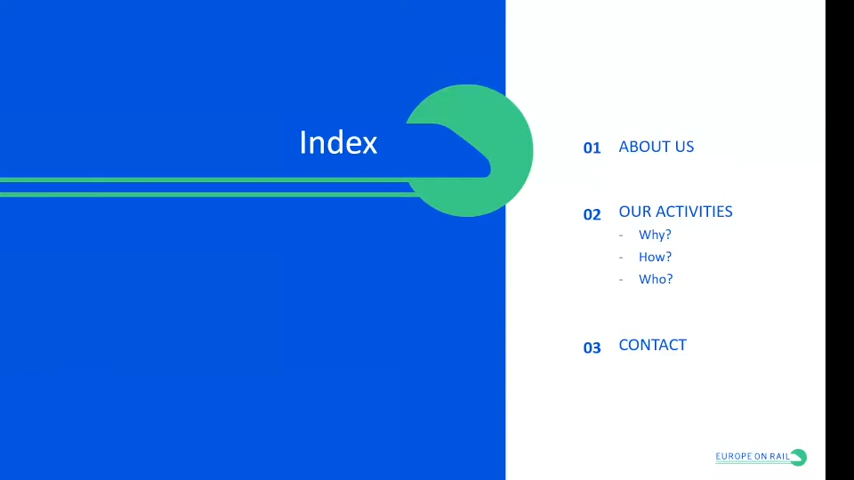 Index
01 ABOUT US
02 OUR ACTIVITIES
- Why?
- How?
- Who?
03 CONTACT
EUROPE ON RAIL